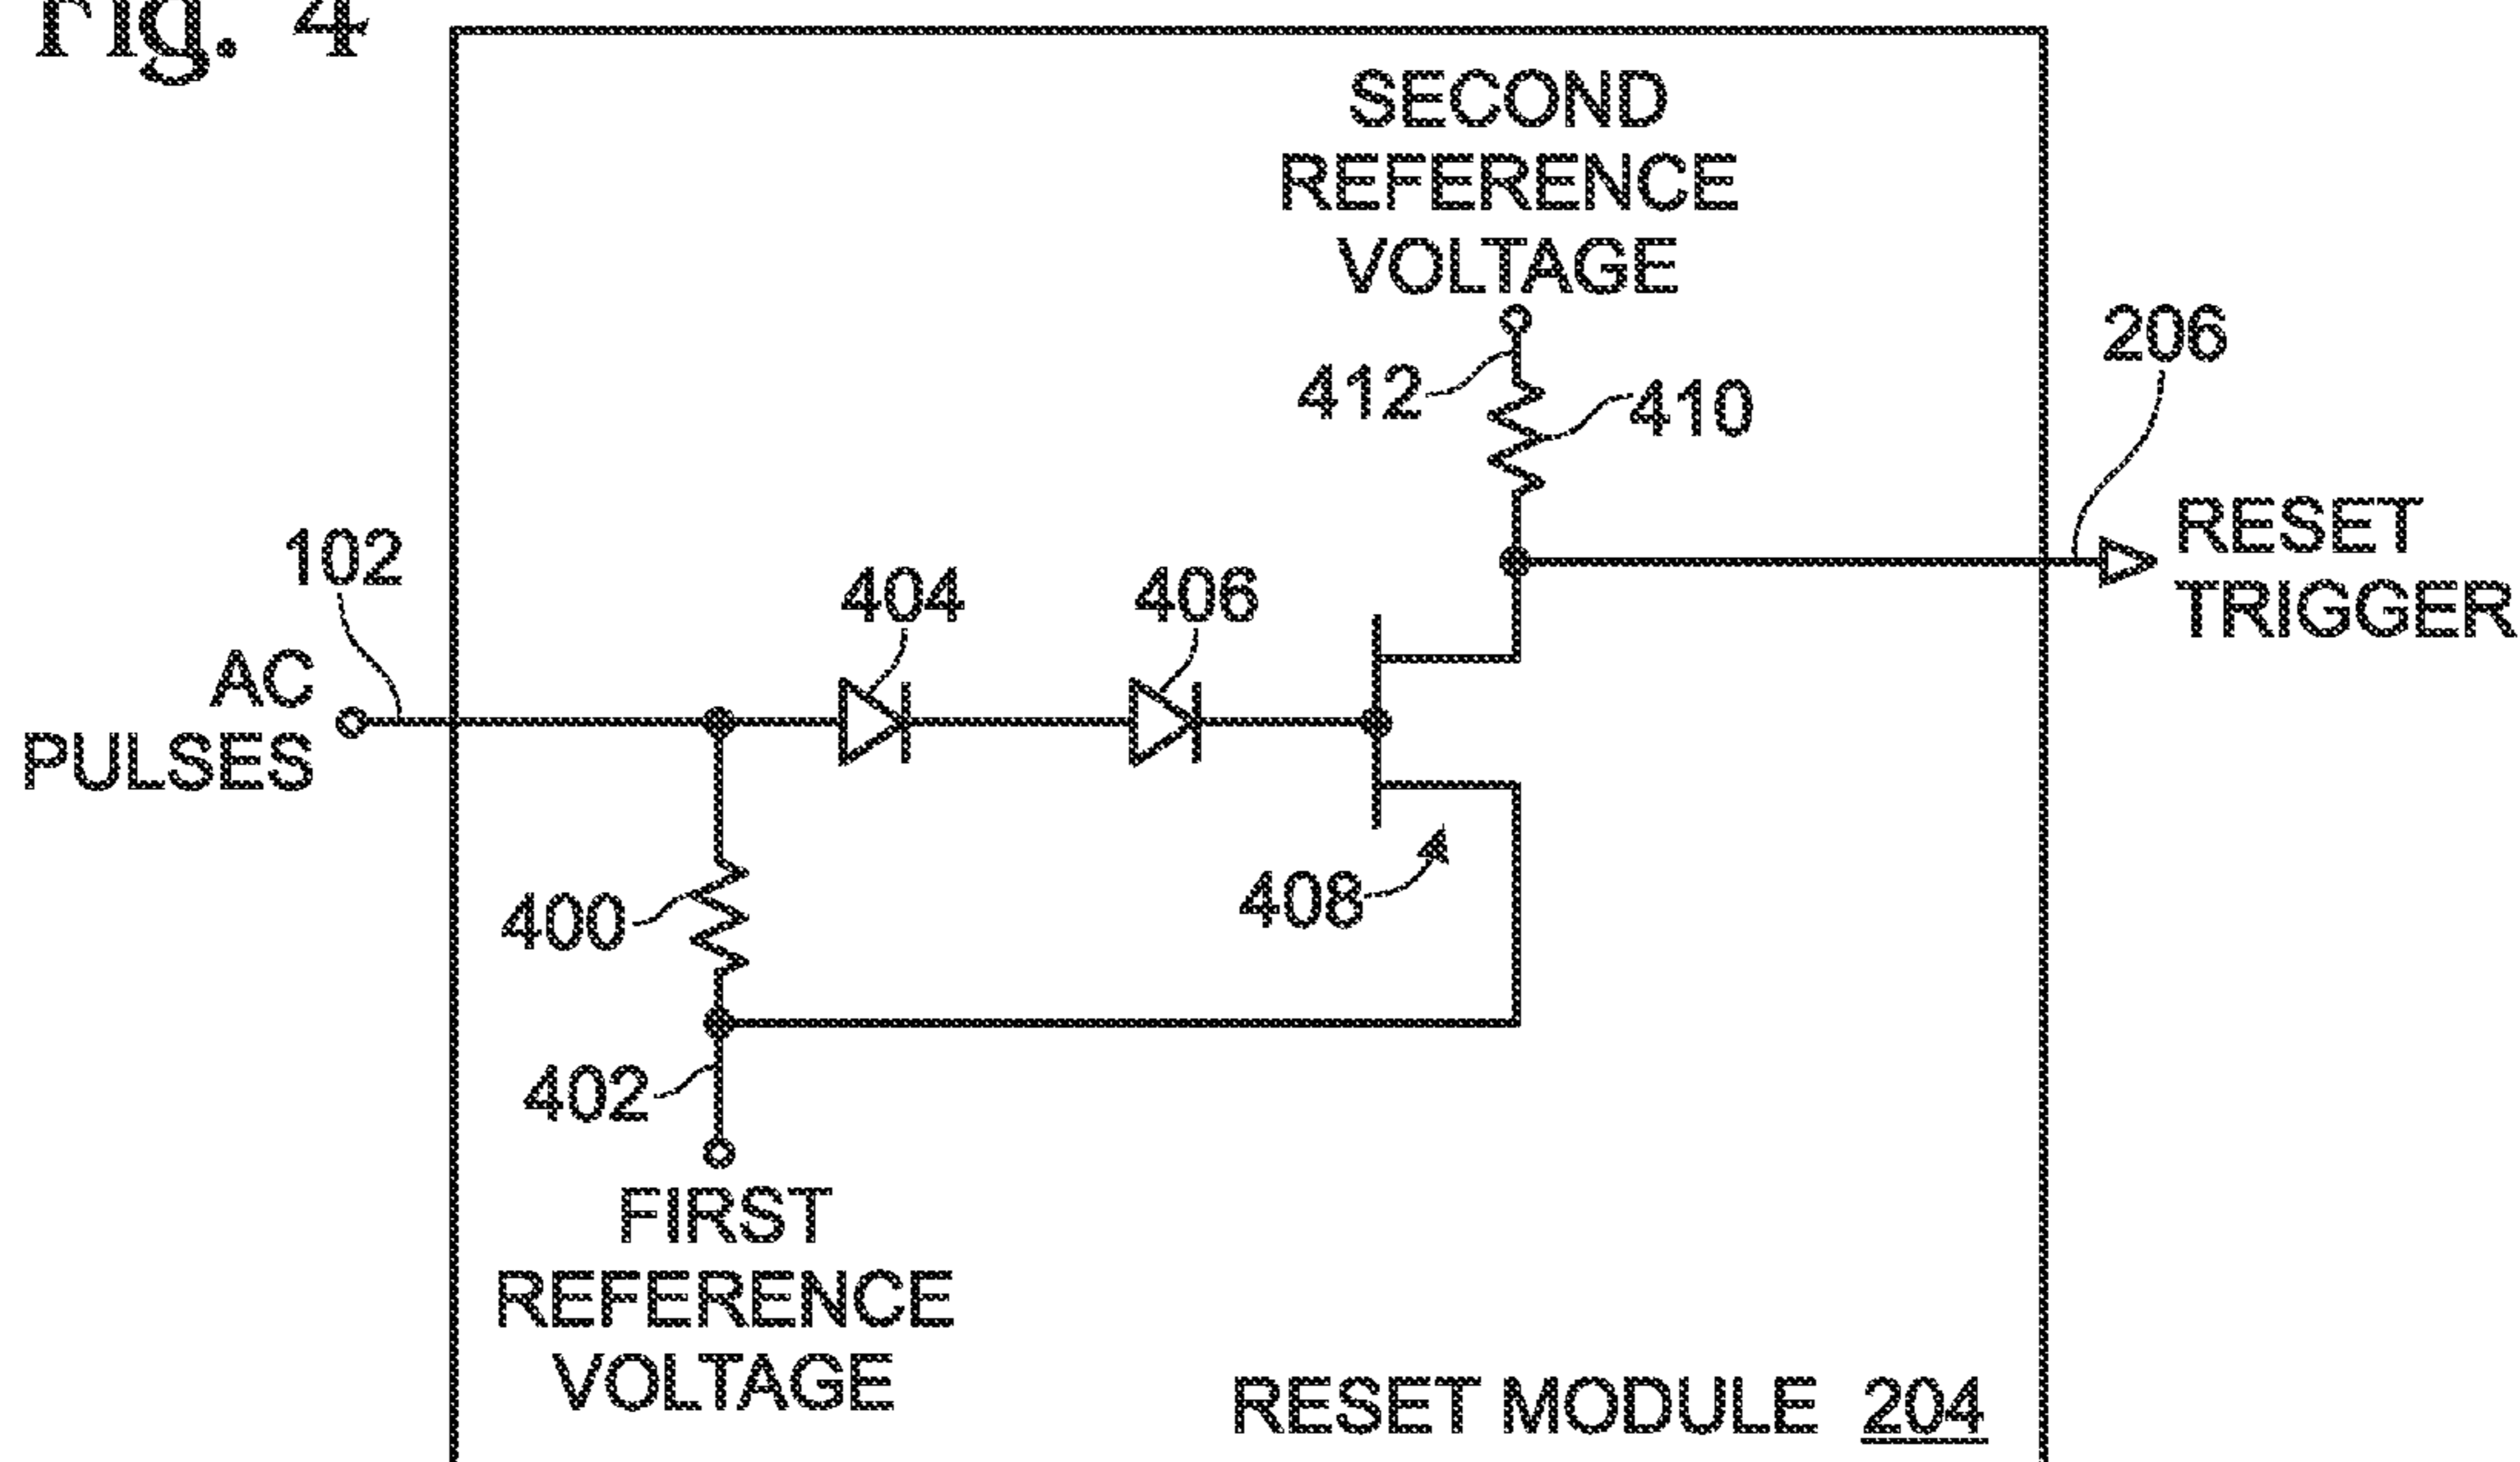 Fig. 4
SECOND
REFERENCE
VOLTAGE
412
410
206
RESET
TRIGGER
102
404
406
AC
PULSES
400
408
402
FIRST
REFERENCE
VOLTAGE
RESET MODULE 204